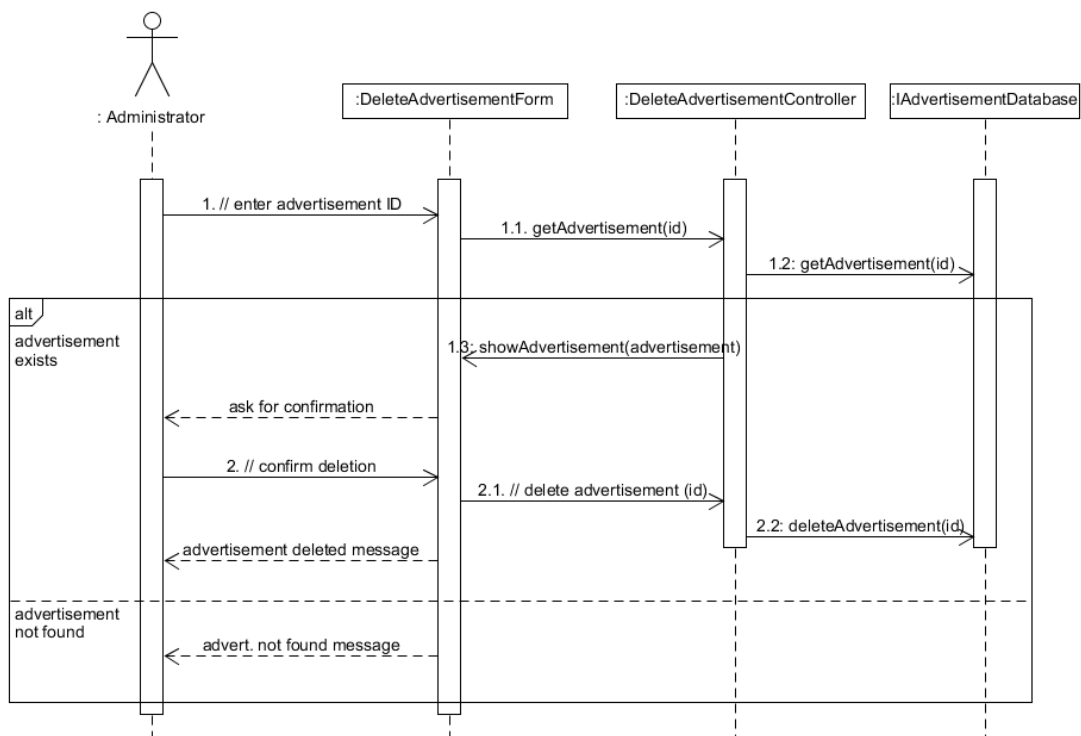 : Administrator
:DeleteAdvertisementForm
:DeleteAdvertisementController
:IAdvertisementDatabase
1. // enter advertisement ID
1.1. getAdvertisement(id)
1.2: getAdvertisement(id)
alt
advertisement
exists
1.3: showAdvertisement(advertisement)
ask for confirmation
2. // confirm deletion
2.1. // delete advertisement (id)
2.2: deleteAdvertisement(id)
advertisement deleted message
advertisement
not found
advert. not found message